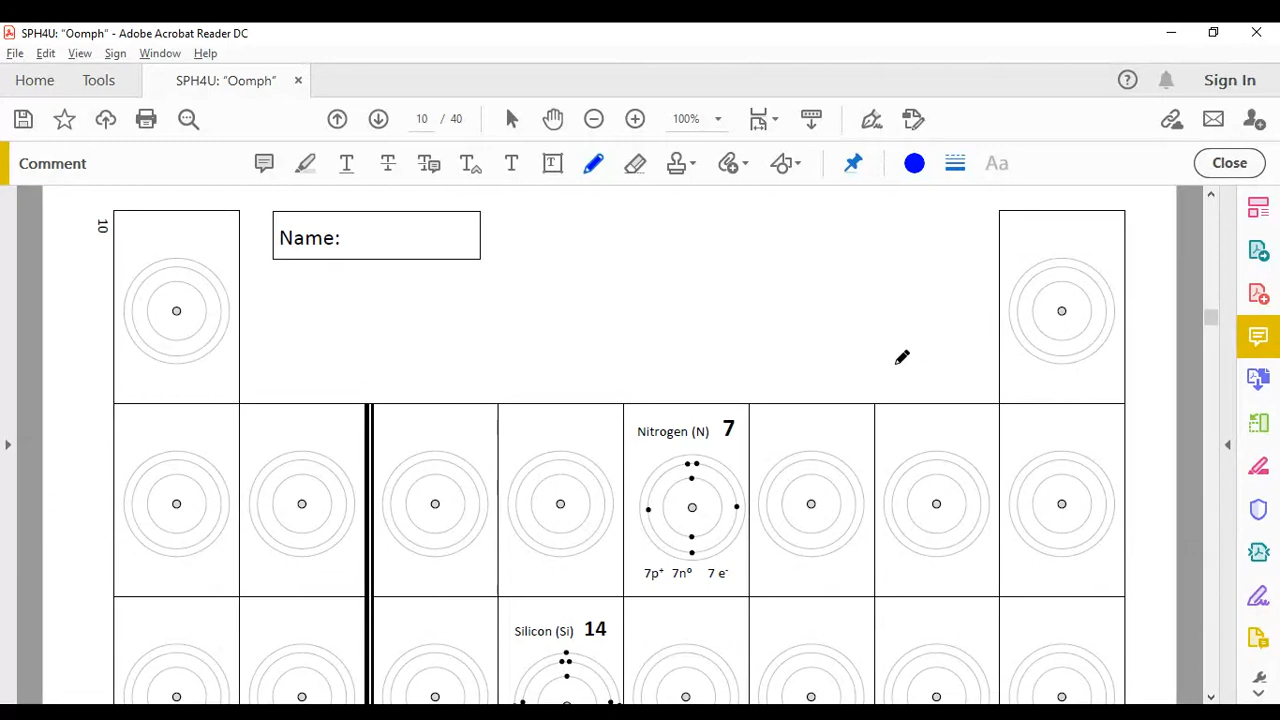 SPH4U: "Oomph" - Adobe Acrobat Reader DC
File Edit View Sign Window Help
Home Tools SPH4U: "Oomph" ×
Sign In
10 / 40 100%
Comment
Aa Close
10
Name:
Nitrogen (N) 7
7p⁺ 7n⁰ 7 e⁻
Silicon (Si) 14